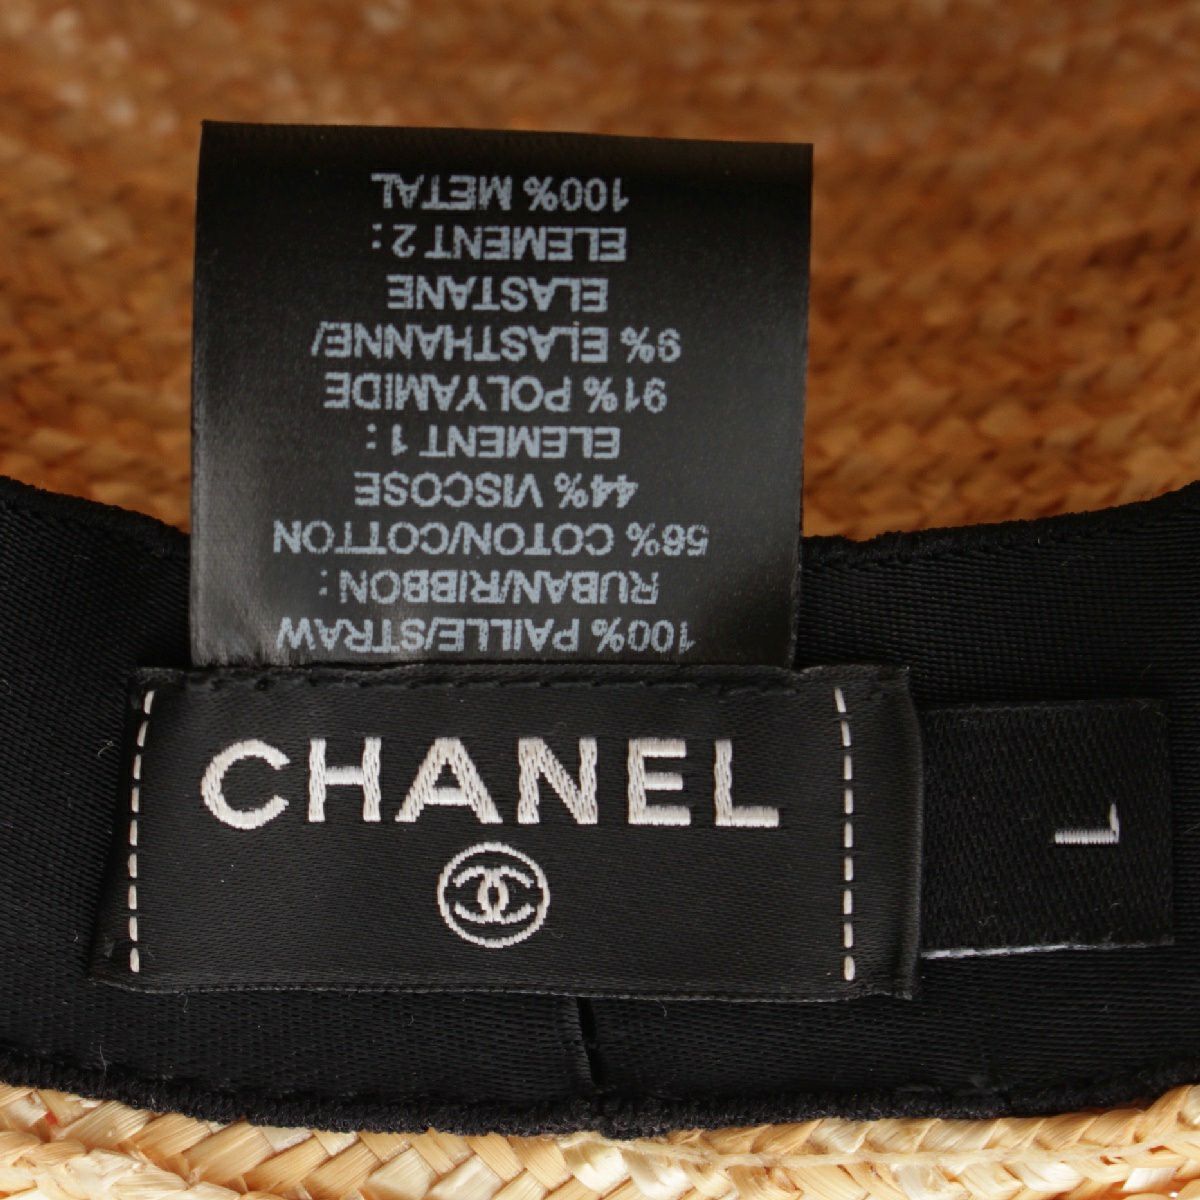 100% PAILLE/STRAW
RUBAN/RIBBON :
56% COTON/COTTON
44% VISCOSE
ELEMENT 1 :
91% POLYAMIDE
9% ELASTHANNE/
ELASTANE
ELEMENT 2 :
100% METAL
CHANEL
L